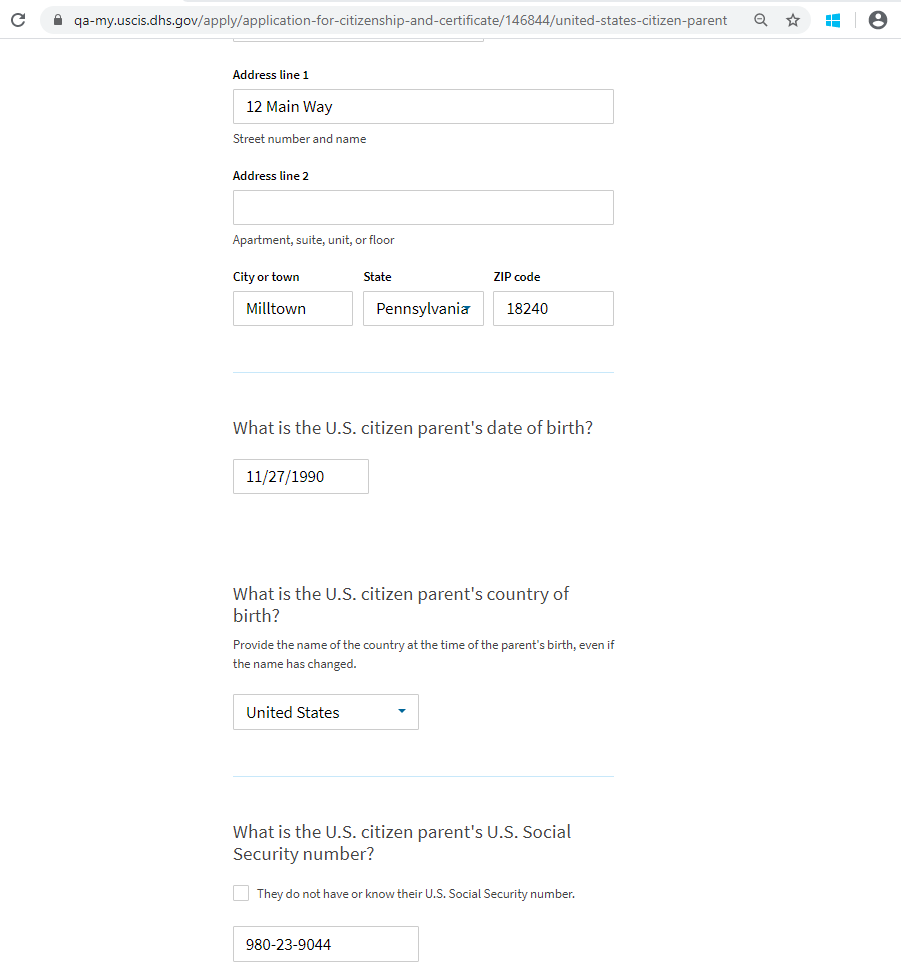 qa-my.uscis.dhs.gov/apply/application-for-citizenship-and-certificate/146844/united-states-citizen-parent
Address line 1
12 Main Way
Street number and name
Address line 2
Apartment, suite, unit, or floor
City or town State ZIP code
Milltown Pennsylvania 18240
What is the U.S. citizen parent's date of birth?
11/27/1990
What is the U.S. citizen parent's country of
birth?
Provide the name of the country at the time of the parent's birth, even if
the name has changed.
United States
What is the U.S. citizen parent's U.S. Social
Security number?
They do not have or know their U.S. Social Security number.
980-23-9044